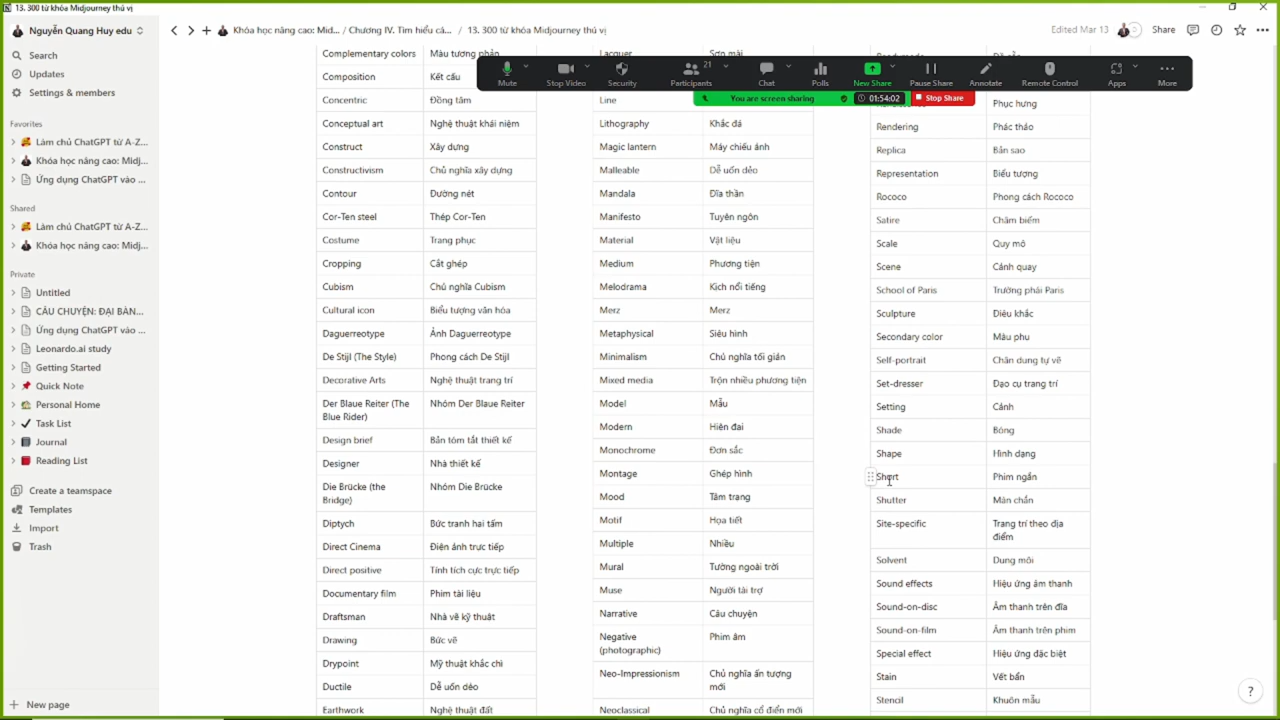 13. 300 từ khóa Midjourney thú vị
Nguyễn Quang Huy edu
Khóa học nâng cao: Mid... / Chương IV. Tìm hiểu cá... / 13. 300 từ khóa Midjourney thú vị
Edited Mar 13
Share
Search
Updates
Settings & members
Favorites
Làm chủ ChatGPT từ A-Z...
Khóa học nâng cao: Midj...
Ứng dụng ChatGPT vào ...
Shared
Làm chủ ChatGPT từ A-Z...
Khóa học nâng cao: Midj...
Private
Untitled
CÂU CHUYỆN: ĐẠI BÀN...
Ứng dụng ChatGPT vào ...
Leonardo.ai study
Getting Started
Quick Note
Personal Home
Task List
Journal
Reading List
Create a teamspace
Templates
Import
Trash
New page
Mute
Stop Video
Security
Participants
21
Chat
Polls
New Share
Pause Share
Annotate
Remote Control
Apps
More
You are screen sharing
01:54:02
Stop Share
Complementary colors Màu tương phản
Composition Kết cấu
Concentric Đồng tâm
Conceptual art Nghệ thuật khái niệm
Construct Xây dựng
Constructivism Chủ nghĩa xây dựng
Contour Đường nét
Cor-Ten steel Thép Cor-Ten
Costume Trang phục
Cropping Cắt ghép
Cubism Chủ nghĩa Cubism
Cultural icon Biểu tượng văn hóa
Daguerreotype Ảnh Daguerreotype
De Stijl (The Style) Phong cách De Stijl
Decorative Arts Nghệ thuật trang trí
Der Blaue Reiter (The Nhóm Der Blaue Reiter
Blue Rider)
Design brief Bản tóm tắt thiết kế
Designer Nhà thiết kế
Die Brücke (the Nhóm Die Brücke
Bridge)
Diptych Bức tranh hai tấm
Direct Cinema Điện ảnh trực tiếp
Direct positive Tính tích cực trực tiếp
Documentary film Phim tài liệu
Draftsman Nhà vẽ kỹ thuật
Drawing Bức vẽ
Drypoint Mỹ thuật khắc chì
Ductile Dễ uốn dẻo
Earthwork Nghệ thuật đất
Lacquer Sơn mài
Line
Lithography Khắc đá
Magic lantern Máy chiếu ảnh
Malleable Dễ uốn dẻo
Mandala Đĩa thần
Manifesto Tuyên ngôn
Material Vật liệu
Medium Phương tiện
Melodrama Kịch nổi tiếng
Merz Merz
Metaphysical Siêu hình
Minimalism Chủ nghĩa tối giản
Mixed media Trộn nhiều phương tiện
Model Mẫu
Modern Hiện đại
Monochrome Đơn sắc
Montage Ghép hình
Mood Tâm trạng
Motif Họa tiết
Multiple Nhiều
Mural Tường ngoài trời
Muse Người tài trợ
Narrative Câu chuyện
Negative Phim âm
(photographic)
Neo-Impressionism Chủ nghĩa ấn tượng
mới
Neoclassical Chủ nghĩa cổ điển mới
Phục hưng
Rendering Phác thảo
Replica Bản sao
Representation Biểu tượng
Rococo Phong cách Rococo
Satire Châm biếm
Scale Quy mô
Scene Cảnh quay
School of Paris Trường phái Paris
Sculpture Điêu khắc
Secondary color Màu phụ
Self-portrait Chân dung tự vẽ
Set-dresser Đạo cụ trang trí
Setting Cảnh
Shade Bóng
Shape Hình dạng
Short Phim ngắn
Shutter Màn chắn
Site-specific Trang trí theo địa
điểm
Solvent Dung môi
Sound effects Hiệu ứng âm thanh
Sound-on-disc Âm thanh trên đĩa
Sound-on-film Âm thanh trên phim
Special effect Hiệu ứng đặc biệt
Stain Vết bẩn
Stencil Khuôn mẫu
?